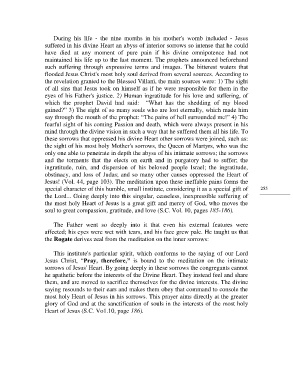 During his life - the nine months in his mother's womb included - Jesus
suffered in his divine Heart an abyss of interior sorrows so intense that he could
have died at any moment of pure pain if his divine omnipotence had not
maintained his life up to the last moment. The prophets announced beforehand
such suffering through expressive terms and images. The bitterest waters that
flooded Jesus Christ's most holy soul derived from several sources. According to
the revelation granted to the Blessed Villani, the main sources were: 1) The sight
of all sins that Jesus took on himself as if he were responsible for them in the
eyes of his Father's justice. 2) Human ingratitude for his love and suffering, of
which the prophet David had said: "What has the shedding of my blood
gained?" 3) The sight of so many souls who are lost eternally, which made him
say through the mouth of the prophet: "The pains of hell surrounded me!" 4) The
fearful sight of his coming Passion and death, which were always present in his
mind through the divine vision in such a way that he suffered them all his life. To
these sorrows that oppressed his divine Heart other sorrows were joined, such as:
the sight of his most holy Mother's sorrows, the Queen of Martyrs, who was the
only one able to penetrate in depth the abyss of his intimate sorrows; the sorrows
and the torments that the elects on earth and in purgatory had to suffer; the
ingratitude, ruin, and dispersion of his beloved people Israel; the ingratitude,
obstinacy, and loss of Judas; and so many other causes oppressed the Heart of
Jesus! (Vol. 44, page 103). The meditation upon these ineffable pains forms the
special character of this humble, small institute, considering it as a special gift of
the Lord... Going deeply into this singular, ceaseless, inexpressible suffering of
the most holy Heart of Jesus is a great gift and mercy of God, who moves the
soul to great compassion, gratitude, and love (S.C. Vol. 10, pages 185-186).
255
The Father went so deeply into it that even his external features were
affected; his eyes were wet with tears, and his face grew pale. He taught us that
the Rogate derives zeal from the meditation on the inner sorrows:
This institute's particular spirit, which conforms to the saying of our Lord
Jesus Christ, "Pray, therefore," is bound to the meditation on the intimate
sorrows of Jesus' Heart. By going deeply in these sorrows the congregants cannot
be apathetic before the interests of the Divine Heart. They instead feel and share
them, and are moved to sacrifice themselves for the divine interests. The divine
saying resounds to their ears and makes them obey that command to console the
most holy Heart of Jesus in his sorrows. This prayer aims directly at the greater
glory of God and at the sanctification of souls in the interests of the most holy
Heart of Jesus (S.C. Vol.10, page 186).